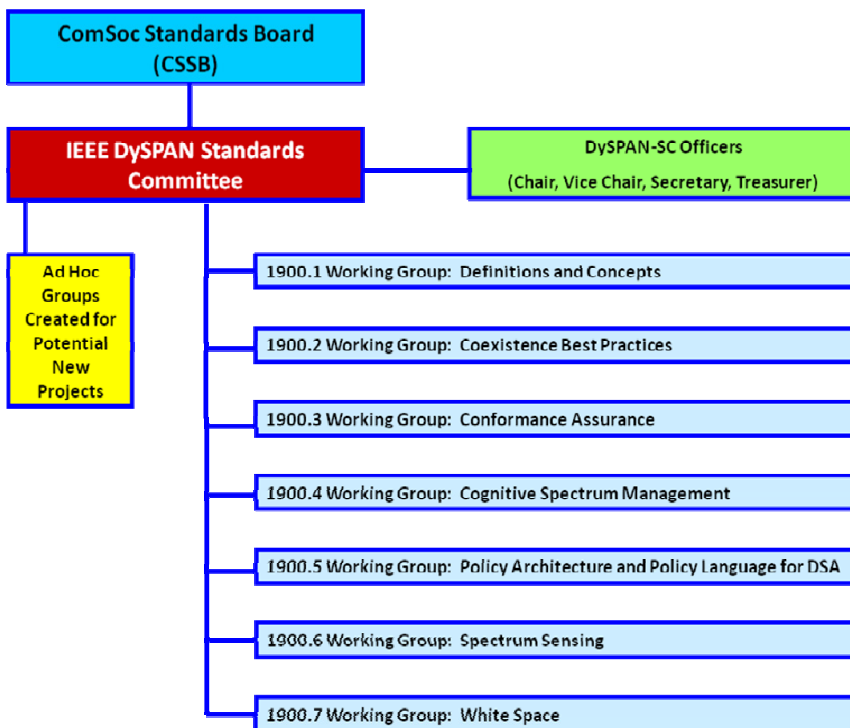 ComSoc Standards Board
(CSSB)
IEEE DySPAN Standards
Committee
DySPAN-SC Officers
(Chair, Vice Chair, Secretary, Treasurer)
Ad Hoc
Groups
Created for
Potential
New
Projects
1900.1 Working Group: Definitions and Concepts
1900.2 Working Group: Coexistence Best Practices
1900.3 Working Group: Conformance Assurance
1900.4 Working Group: Cognitive Spectrum Management
1900.5 Working Group: Policy Architecture and Policy Language for DSA
1900.6 Working Group: Spectrum Sensing
1900.7 Working Group: White Space